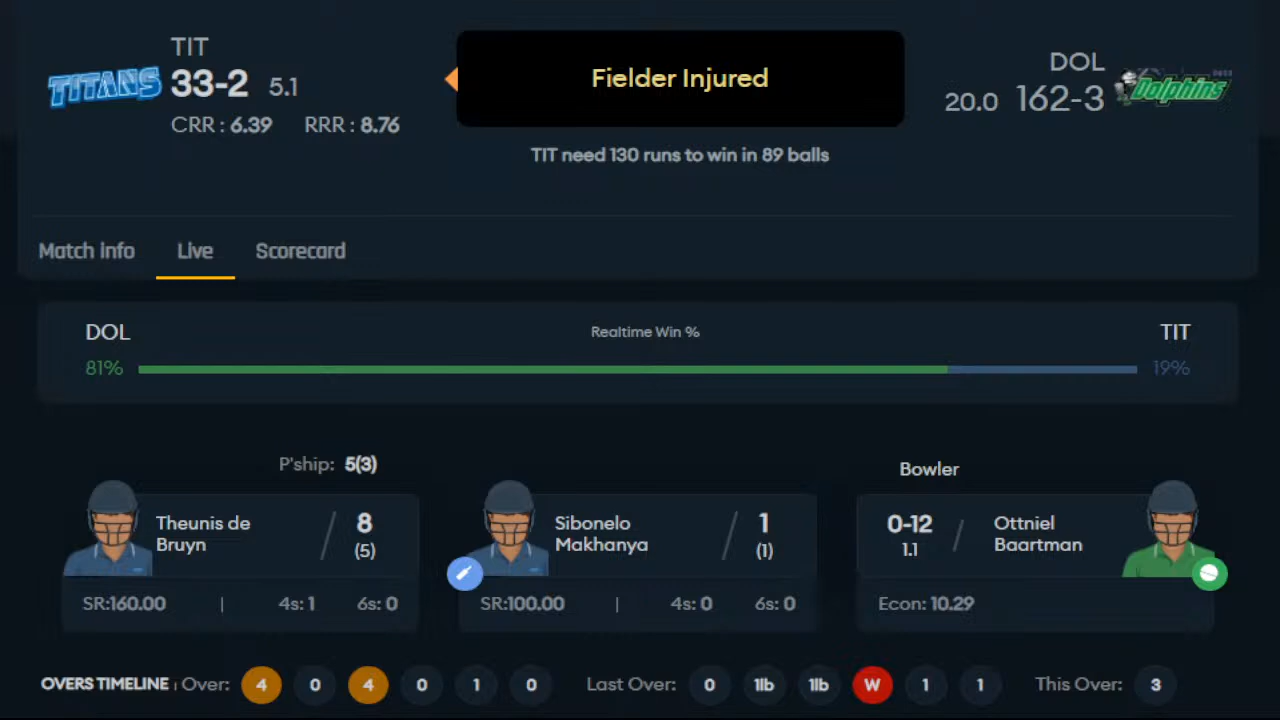 TIT
TITANS 33-2 5.1
CRR : 6.39 RRR : 8.76
Fielder Injured
TIT need 130 runs to win in 89 balls
DOL
20.0 162-3 Dolphins
Match info Live Scorecard
DOL Realtime Win % TIT
81% 19%
P'ship: 5(3)
Theunis de
Bruyn
8
(5)
SR:160.00 | 4s: 1 6s: 0
Sibonelo
Makhanya
1
(1)
SR:100.00 | 4s: 0 6s: 0
Bowler
0-12
1.1
Ottniel
Baartman
Econ: 10.29
OVERS TIMELINE Over: 4 0 4 0 1 0 Last Over: 0 1lb 1lb W 1 1 This Over: 3